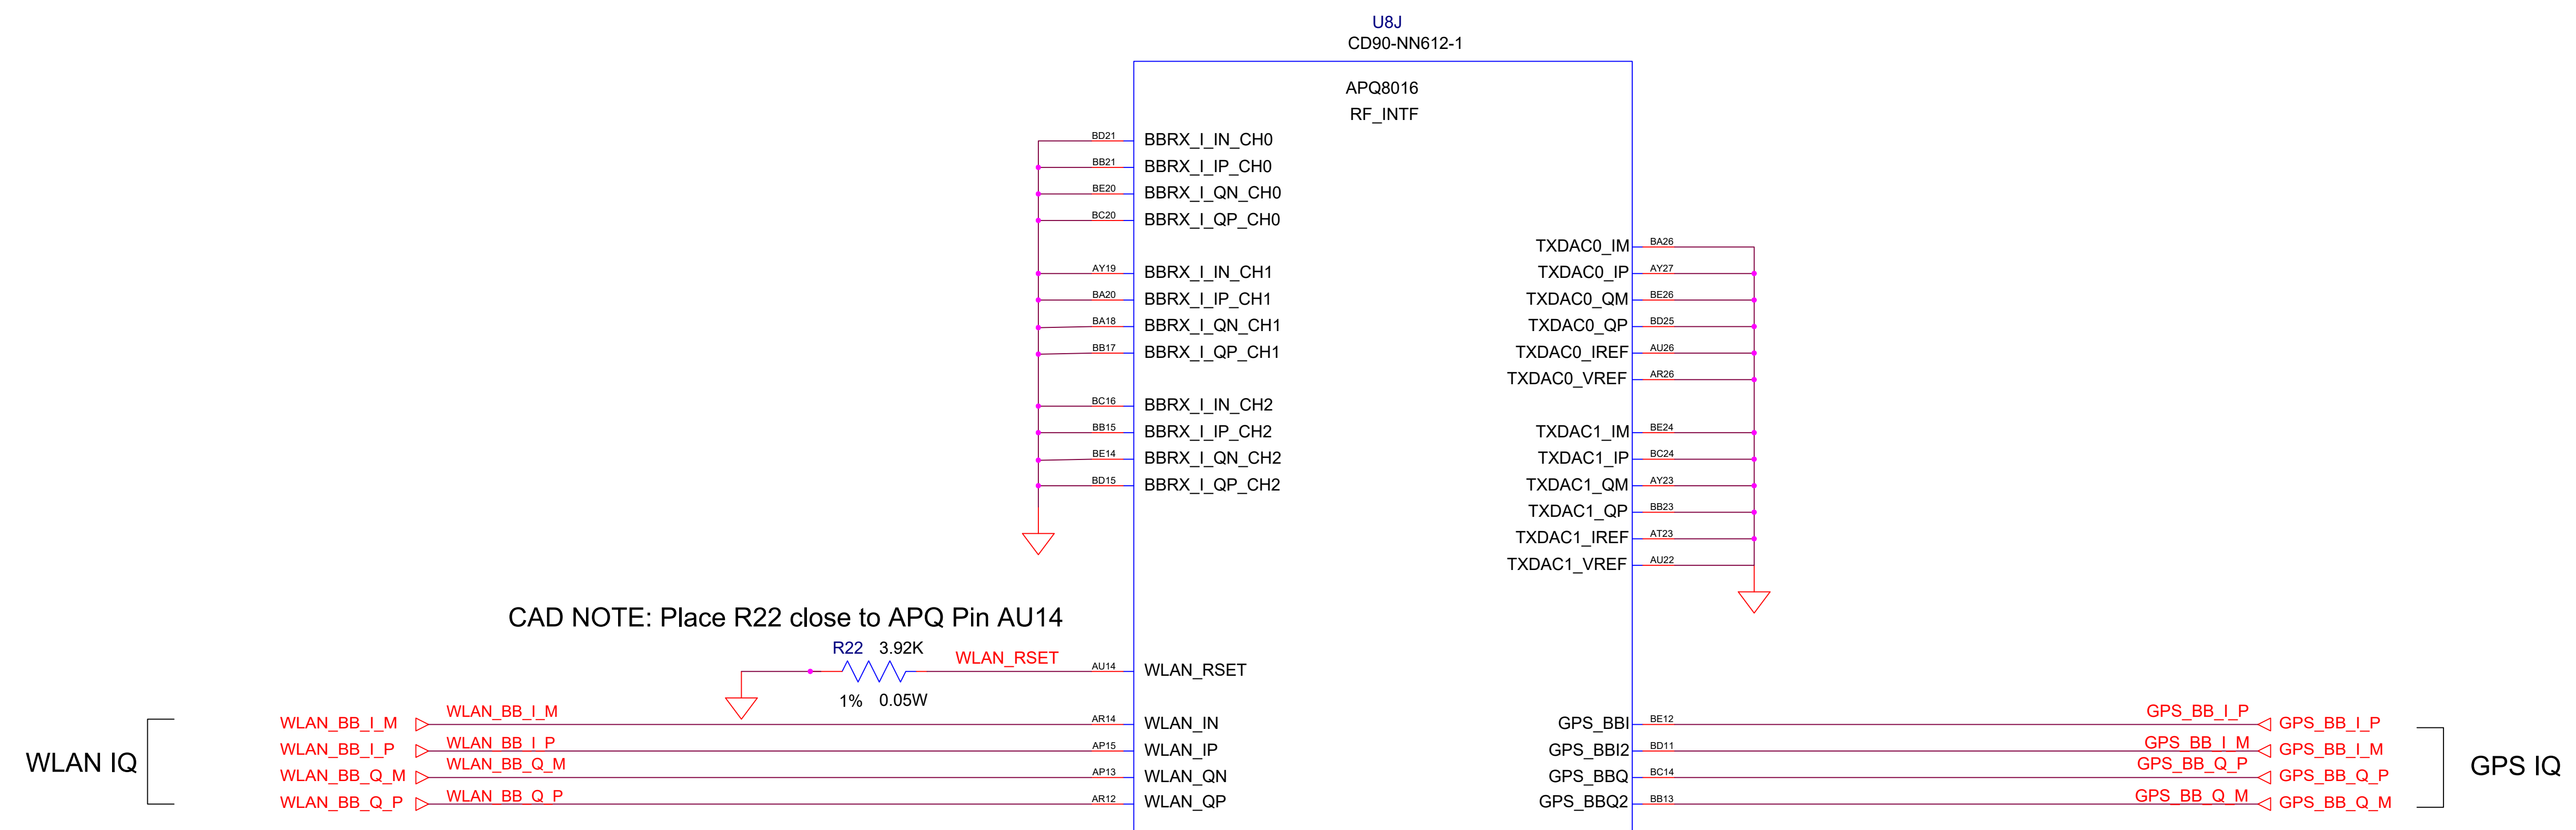 U8J
CD90-NN612-1
APQ8016
RF_INTF
BD21 BBRX_I_IN_CH0
BB21 BBRX_I_IP_CH0
BE20 BBRX_I_QN_CH0
BC20 BBRX_I_QP_CH0
TXDAC0_IM BA26
AY19 BBRX_I_IN_CH1 TXDAC0_IP AY27
BA20 BBRX_I_IP_CH1 TXDAC0_QM BE26
BA18 BBRX_I_QN_CH1 TXDAC0_QP BD25
BB17 BBRX_I_QP_CH1 TXDAC0_IREF AU26
TXDAC0_VREF AR26
BC16 BBRX_I_IN_CH2
BB15 BBRX_I_IP_CH2 TXDAC1_IM BE24
BE14 BBRX_I_QN_CH2 TXDAC1_IP BC24
BD15 BBRX_I_QP_CH2 TXDAC1_QM AY23
TXDAC1_QP BB23
TXDAC1_IREF AT23
TXDAC1_VREF AU22
CAD NOTE: Place R22 close to APQ Pin AU14
R22 3.92K
WLAN_RSET AU14 WLAN_RSET
1% 0.05W
WLAN_BB_I_M WLAN_BB_I_M AR14 WLAN_IN GPS_BBI BE12 GPS_BB_I_P GPS_BB_I_P
WLAN_BB_I_P WLAN_BB_I_P AP15 WLAN_IP GPS_BBI2 BD11 GPS_BB_I_M GPS_BB_I_M
WLAN IQ GPS IQ
WLAN_BB_Q_M WLAN_BB_Q_M AP13 WLAN_QN GPS_BBQ BC14 GPS_BB_Q_P GPS_BB_Q_P
WLAN_BB_Q_P WLAN_BB_Q_P AR12 WLAN_QP GPS_BBQ2 BB13 GPS_BB_Q_M GPS_BB_Q_M